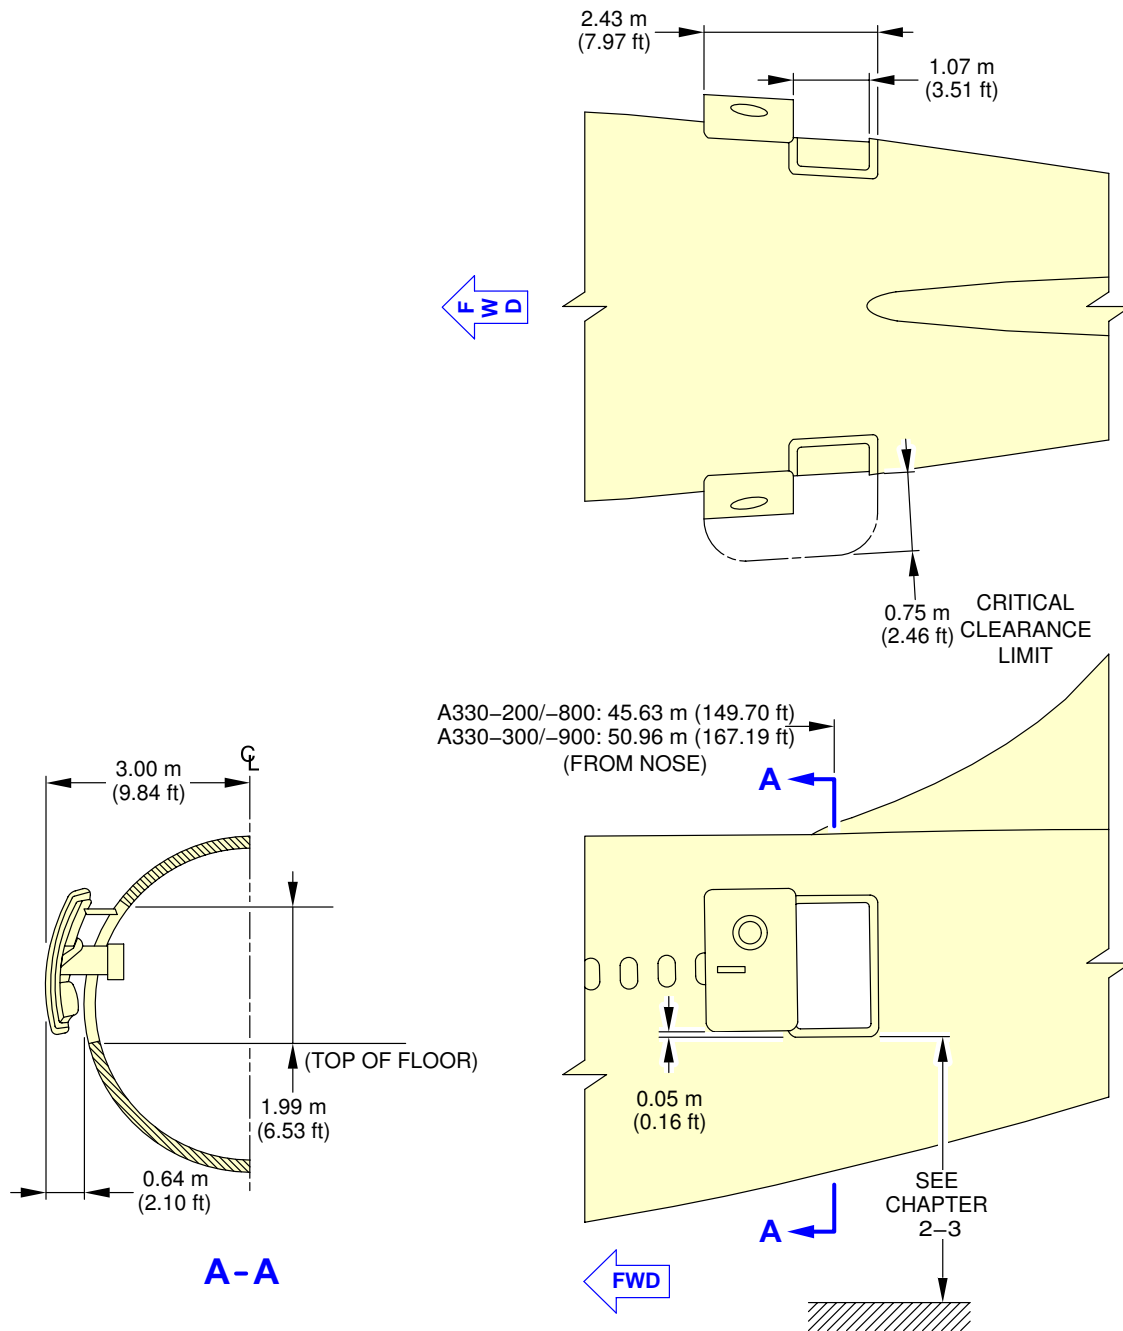 2.43 m
(7.97 ft)
1.07 m
(3.51 ft)
FWD
0.75 m
(2.46 ft)
CRITICAL
CLEARANCE
LIMIT
A330−200/−800: 45.63 m (149.70 ft)
A330−300/−900: 50.96 m (167.19 ft)
(FROM NOSE)
A
CL
3.00 m
(9.84 ft)
(TOP OF FLOOR)
1.99 m
(6.53 ft)
0.64 m
(2.10 ft)
A-A
0.05 m
(0.16 ft)
SEE
CHAPTER
2−3
A
FWD